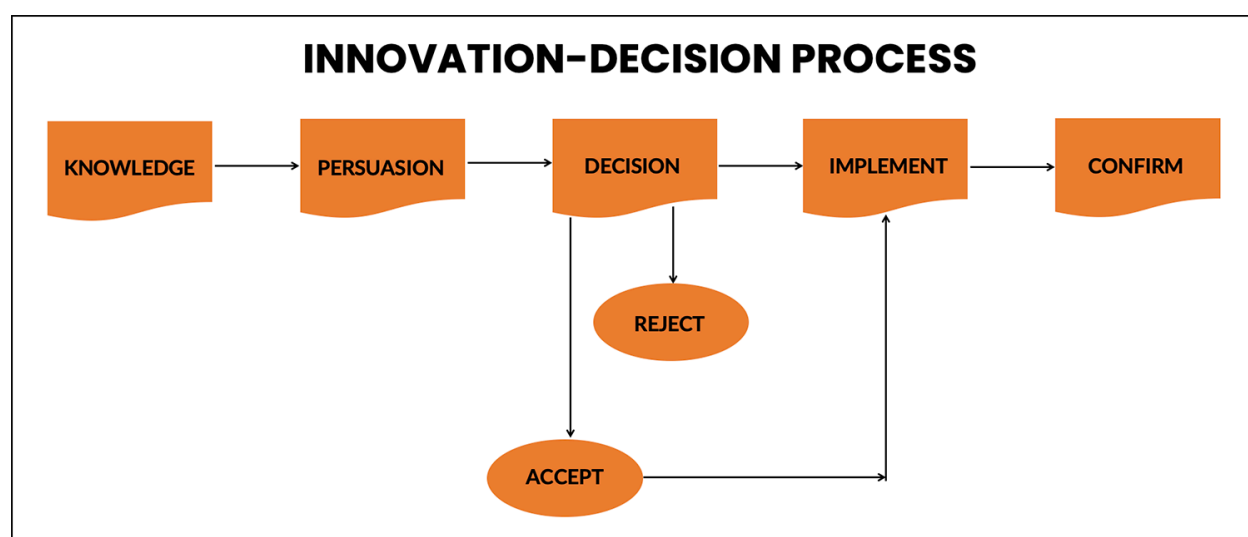 INNOVATION-DECISION PROCESS
KNOWLEDGE
PERSUASION
DECISION
IMPLEMENT
CONFIRM
REJECT
ACCEPT